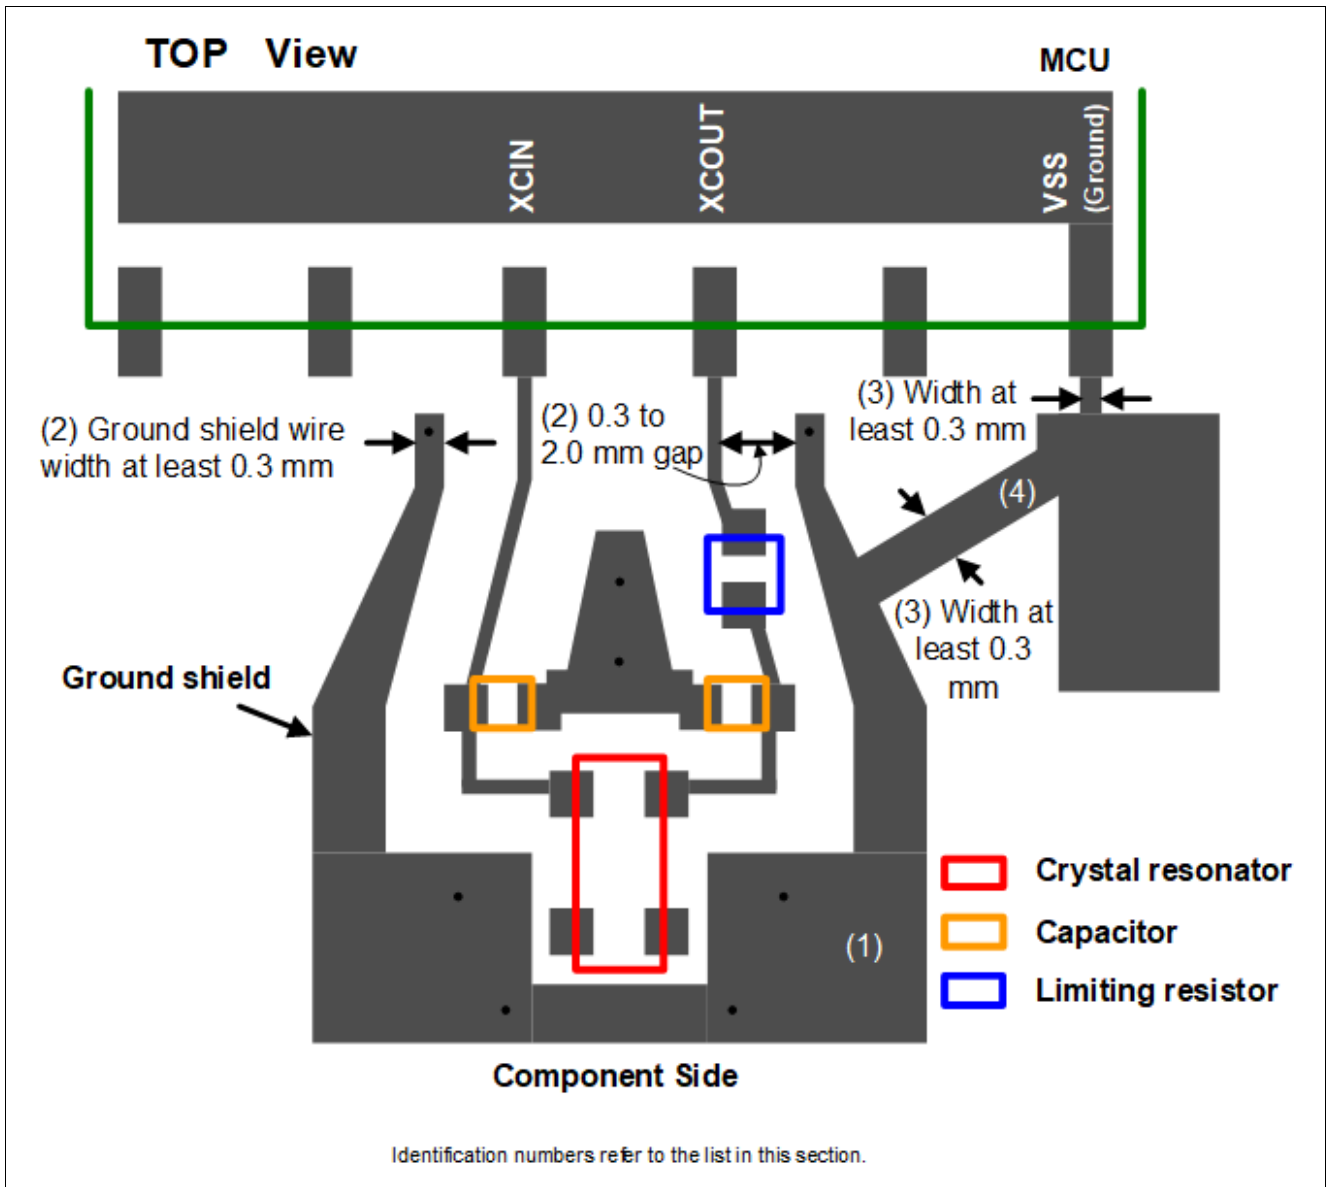 TOP View
MCU
XCIN
XCOUT
VSS
(Ground)
(2) Ground shield wire
width at least 0.3 mm
(2) 0.3 to
2.0 mm gap
(3) Width at
least 0.3 mm
(4)
(3) Width at
least 0.3
mm
Ground shield
(1)
Crystal resonator
Capacitor
Limiting resistor
Component Side
Identification numbers refer to the list in this section.